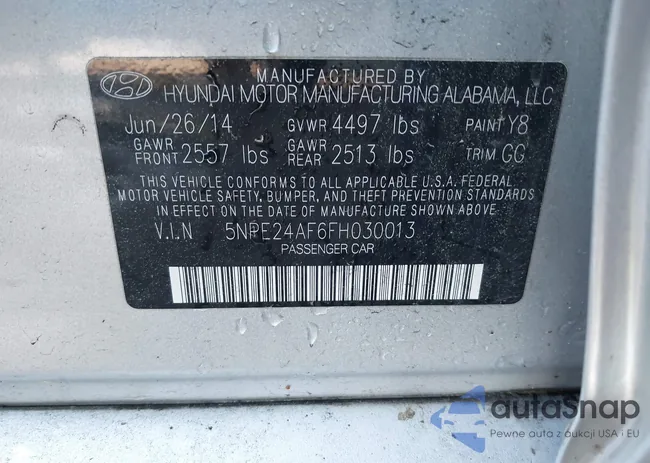 MANUFACTURED BY
HYUNDAI MOTOR MANUFACTURING ALABAMA, LLC
Jun/26/14 GVWR 4497 lbs PAINT Y8
GAWR FRONT 2557 lbs GAWR REAR 2513 lbs TRIM GG
THIS VEHICLE CONFORMS TO ALL APPLICABLE U.S.A. FEDERAL
MOTOR VEHICLE SAFETY, BUMPER, AND THEFT PREVENTION STANDARDS
IN EFFECT ON THE DATE OF MANUFACTURE SHOWN ABOVE.
V.I.N 5NPE24AF6FH030013
PASSENGER CAR
autaSnap
Pewne auta z aukcji USA i EU